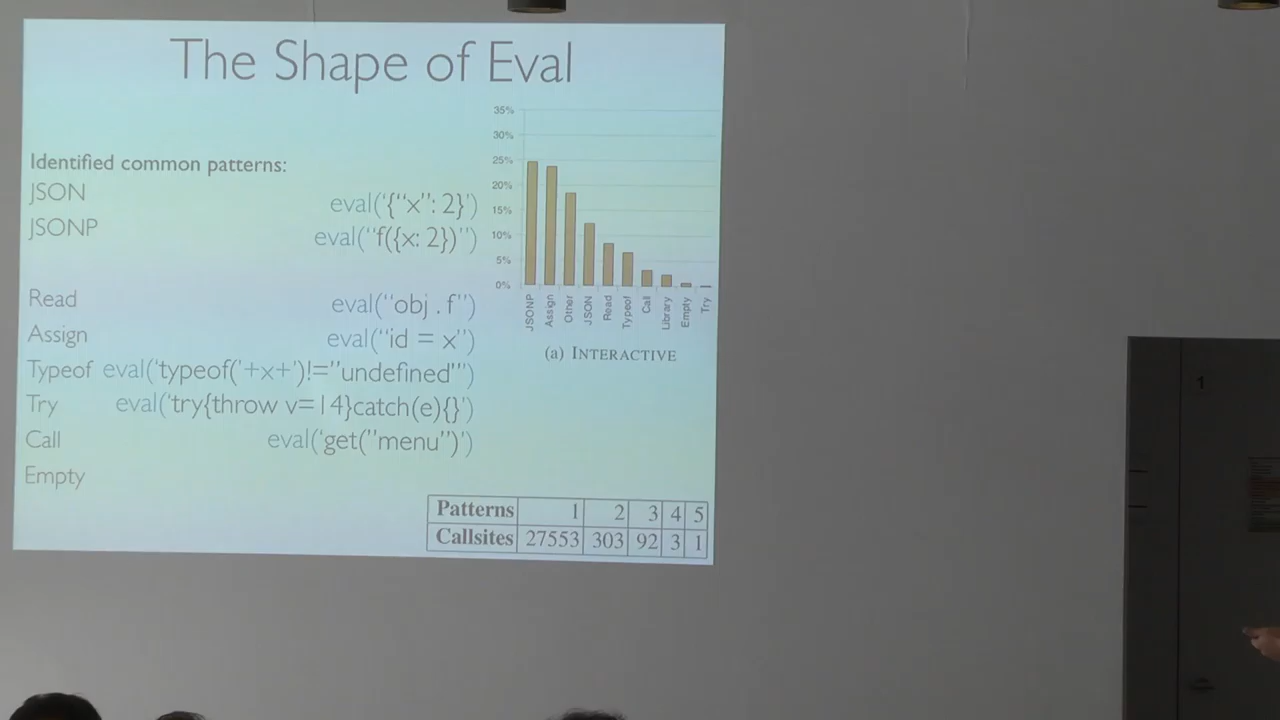 The Shape of Eval
Identified common patterns:
JSON eval('{"x": 2}')
JSONP eval("f({x: 2})")
Read eval("obj . f")
Assign eval("id = x")
Typeof eval('typeof('+x+')!="undefined"')
Try eval('try{throw v=14}catch(e){}')
Call eval('get("menu")')
Empty
35%
30%
25%
20%
15%
10%
5%
0%
JSONP
Assign
Other
JSON
Read
Typeof
Call
Library
Empty
Try
(a) INTERACTIVE
Patterns 1 2 3 4 5
Callsites 27553 303 92 3 1
1